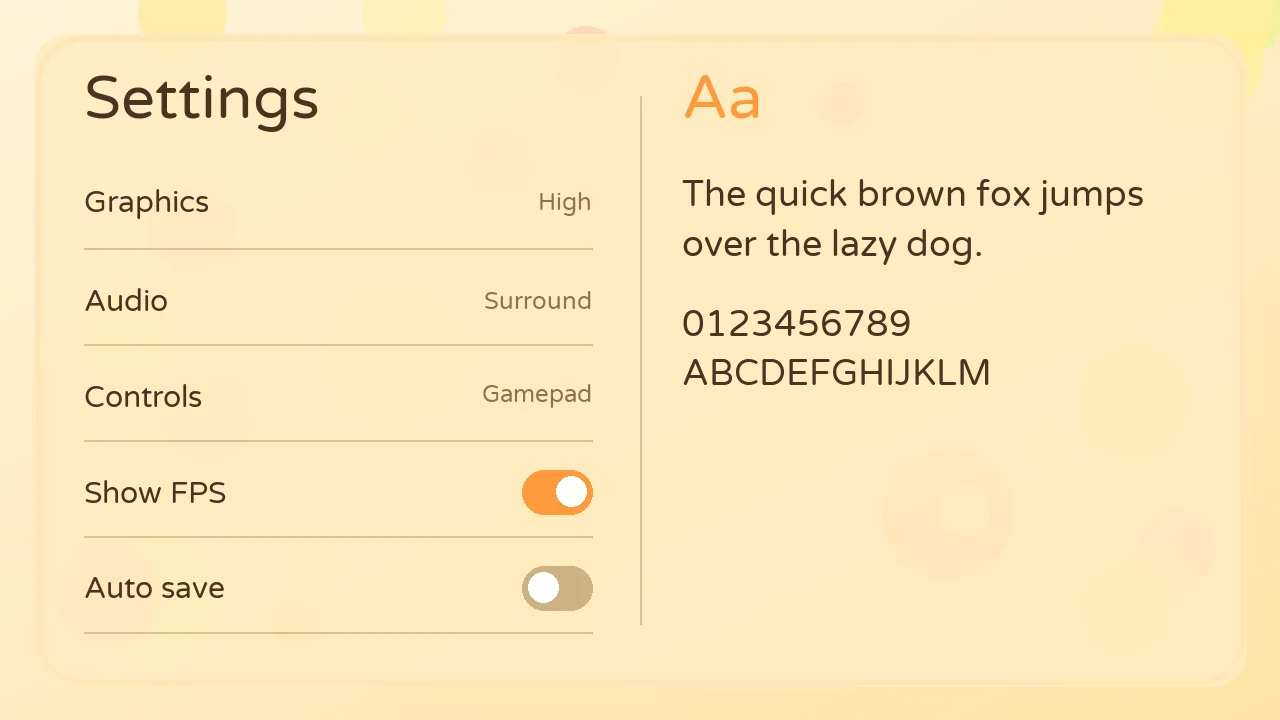 Settings
Graphics High
Audio Surround
Controls Gamepad
Show FPS
Auto save
Aa
The quick brown fox jumps
over the lazy dog.
0123456789
ABCDEFGHIJKLM